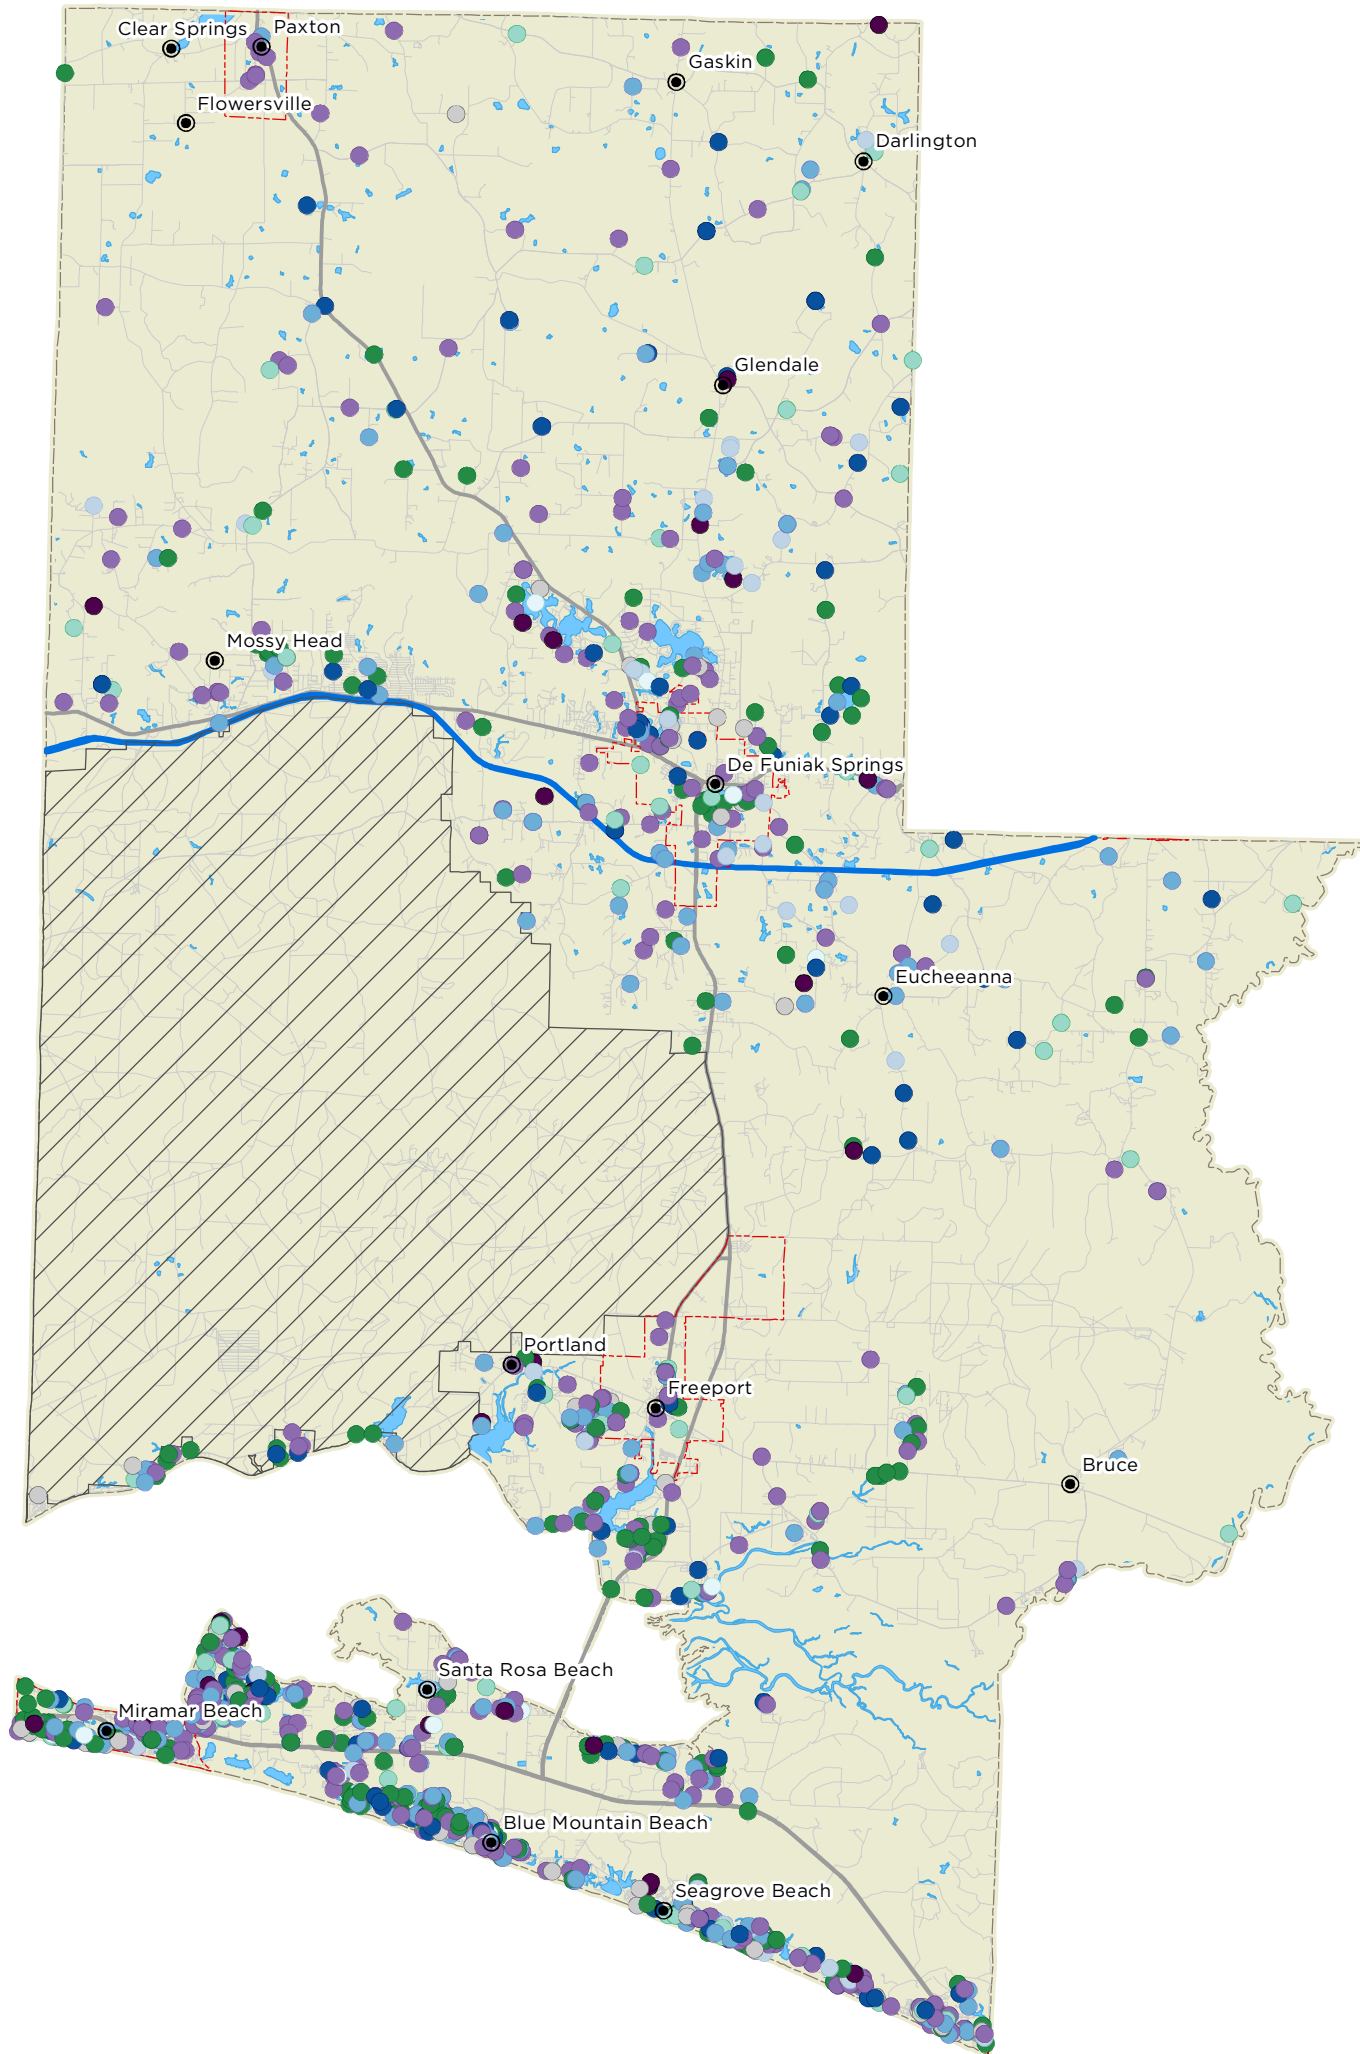 Clear Springs
Paxton
Gaskin
Flowersville
Darlington
Glendale
Mossy Head
De Funiak Springs
Eucheeanna
Portland
Freeport
Bruce
Santa Rosa Beach
Miramar Beach
Blue Mountain Beach
Seagrove Beach